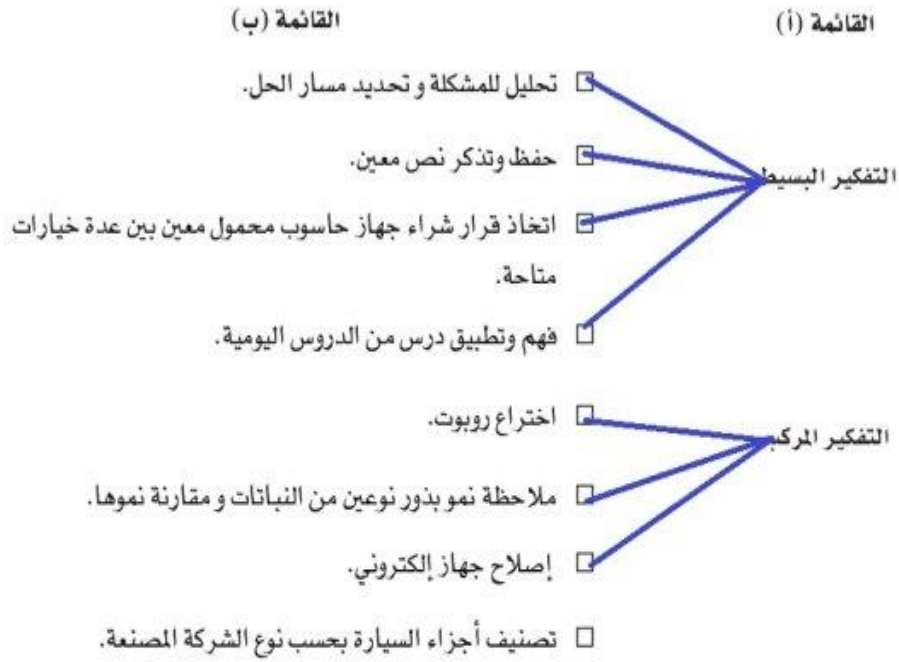 القائمة (أ)
القائمة (ب)
تحليل للمشكلة و تحديد مسار الحل.
حفظ وتذكر نص معين.
التفكير البسيط
اتخاذ قرار شراء جهاز حاسوب محمول معين بين عدة خيارات
متاحة.
فهم وتطبيق درس من الدروس اليومية.
اختراع روبوت.
التفكير المركب
ملاحظة نمو بذور نوعين من النباتات و مقارنة نموها.
إصلاح جهاز إلكتروني.
تصنيف أجزاء السيارة بحسب نوع الشركة المصنعة.